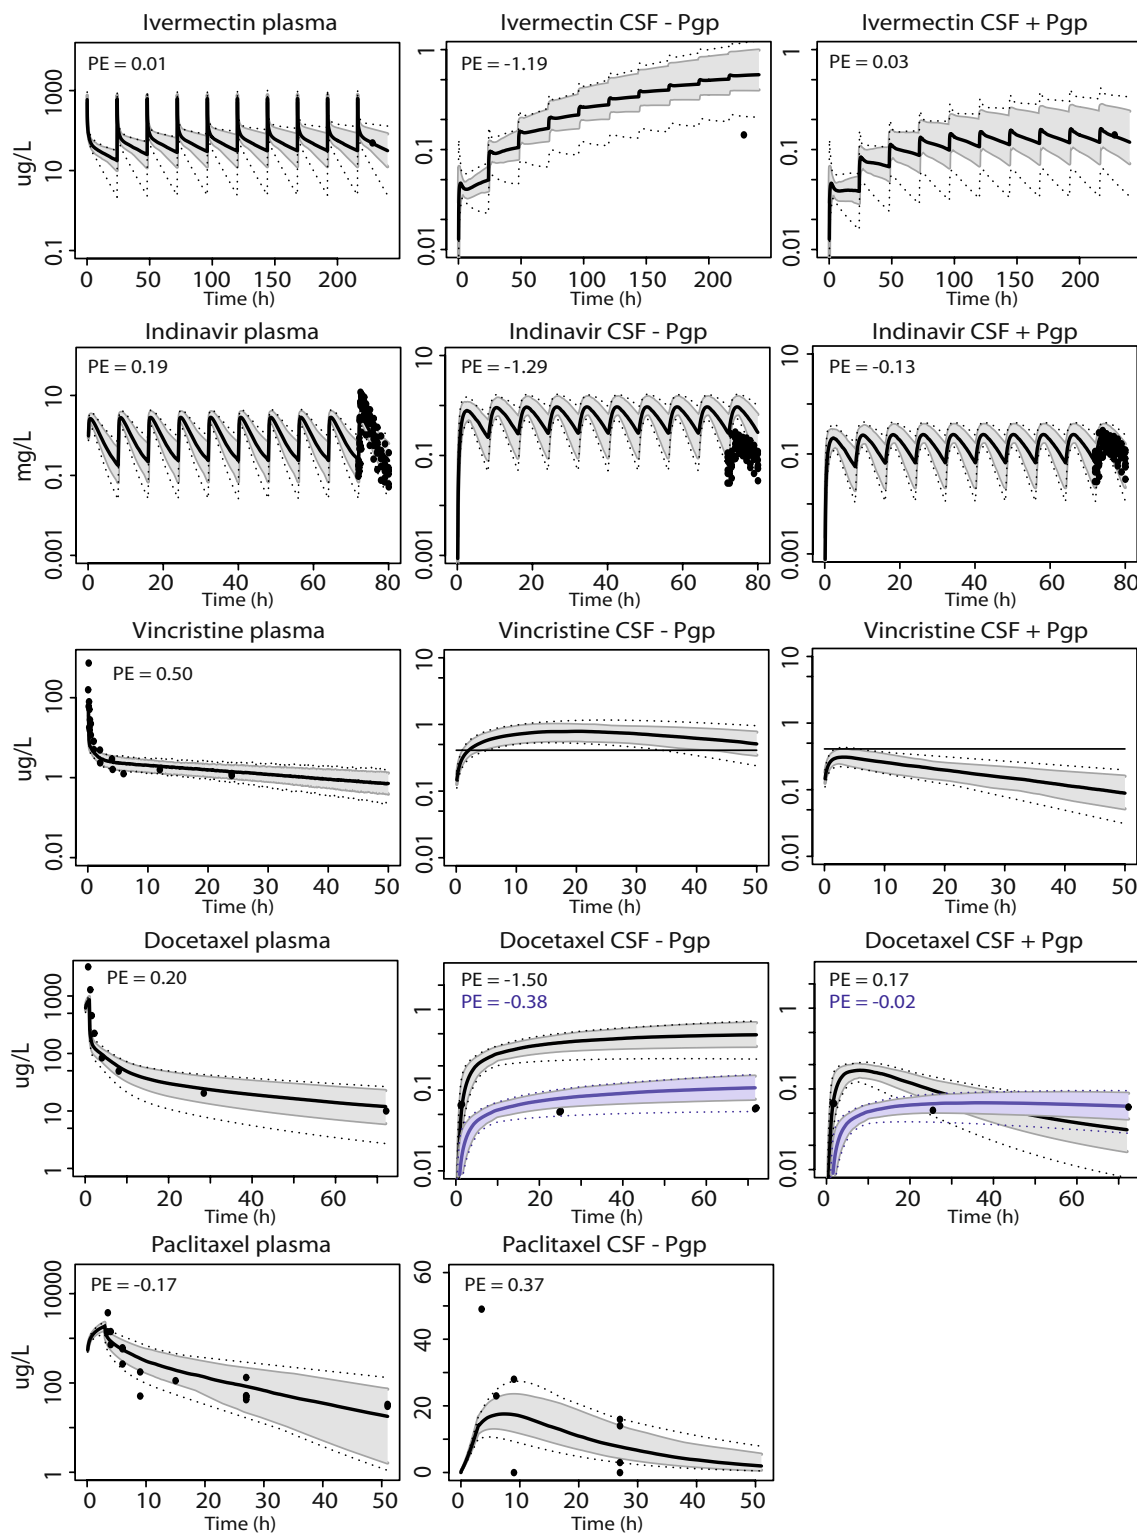 Ivermectin plasma
Ivermectin CSF - Pgp
Ivermectin CSF + Pgp
PE = 0.01
PE = -1.19
PE = 0.03
ug/L
1000
10
0.1
1
0.1
0.01
1
0.1
0.01
0 50 100 150 200
0 50 100 150 200
0 50 100 150 200
Time (h)
Time (h)
Time (h)
Indinavir plasma
Indinavir CSF - Pgp
Indinavir CSF + Pgp
PE = 0.19
PE = -1.29
PE = -0.13
mg/L
10
0.1
0.001
10
0.1
0.001
10
0.1
0.001
0 20 40 60 80
0 20 40 60 80
0 20 40 60 80
Time (h)
Time (h)
Time (h)
Vincristine plasma
Vincristine CSF - Pgp
Vincristine CSF + Pgp
PE = 0.50
ug/L
100
1
0.01
10
1
0.1
0.01
10
1
0.1
0.01
0 10 20 30 40 50
0 10 20 30 40 50
0 10 20 30 40 50
Time (h)
Time (h)
Time (h)
Docetaxel plasma
Docetaxel CSF - Pgp
Docetaxel CSF + Pgp
PE = 0.20
PE = -1.50
PE = -0.38
PE = 0.17
PE = -0.02
ug/L
1000
100
10
1
1
0.1
0.01
1
0.1
0.01
0 20 40 60
0 20 40 60
0 20 40 60
Time (h)
Time (h)
Time (h)
Paclitaxel plasma
Paclitaxel CSF - Pgp
PE = -0.17
PE = 0.37
ug/L
10000
100
1
60
40
20
0
0 10 20 30 40 50
0 10 20 30 40 50
Time (h)
Time (h)